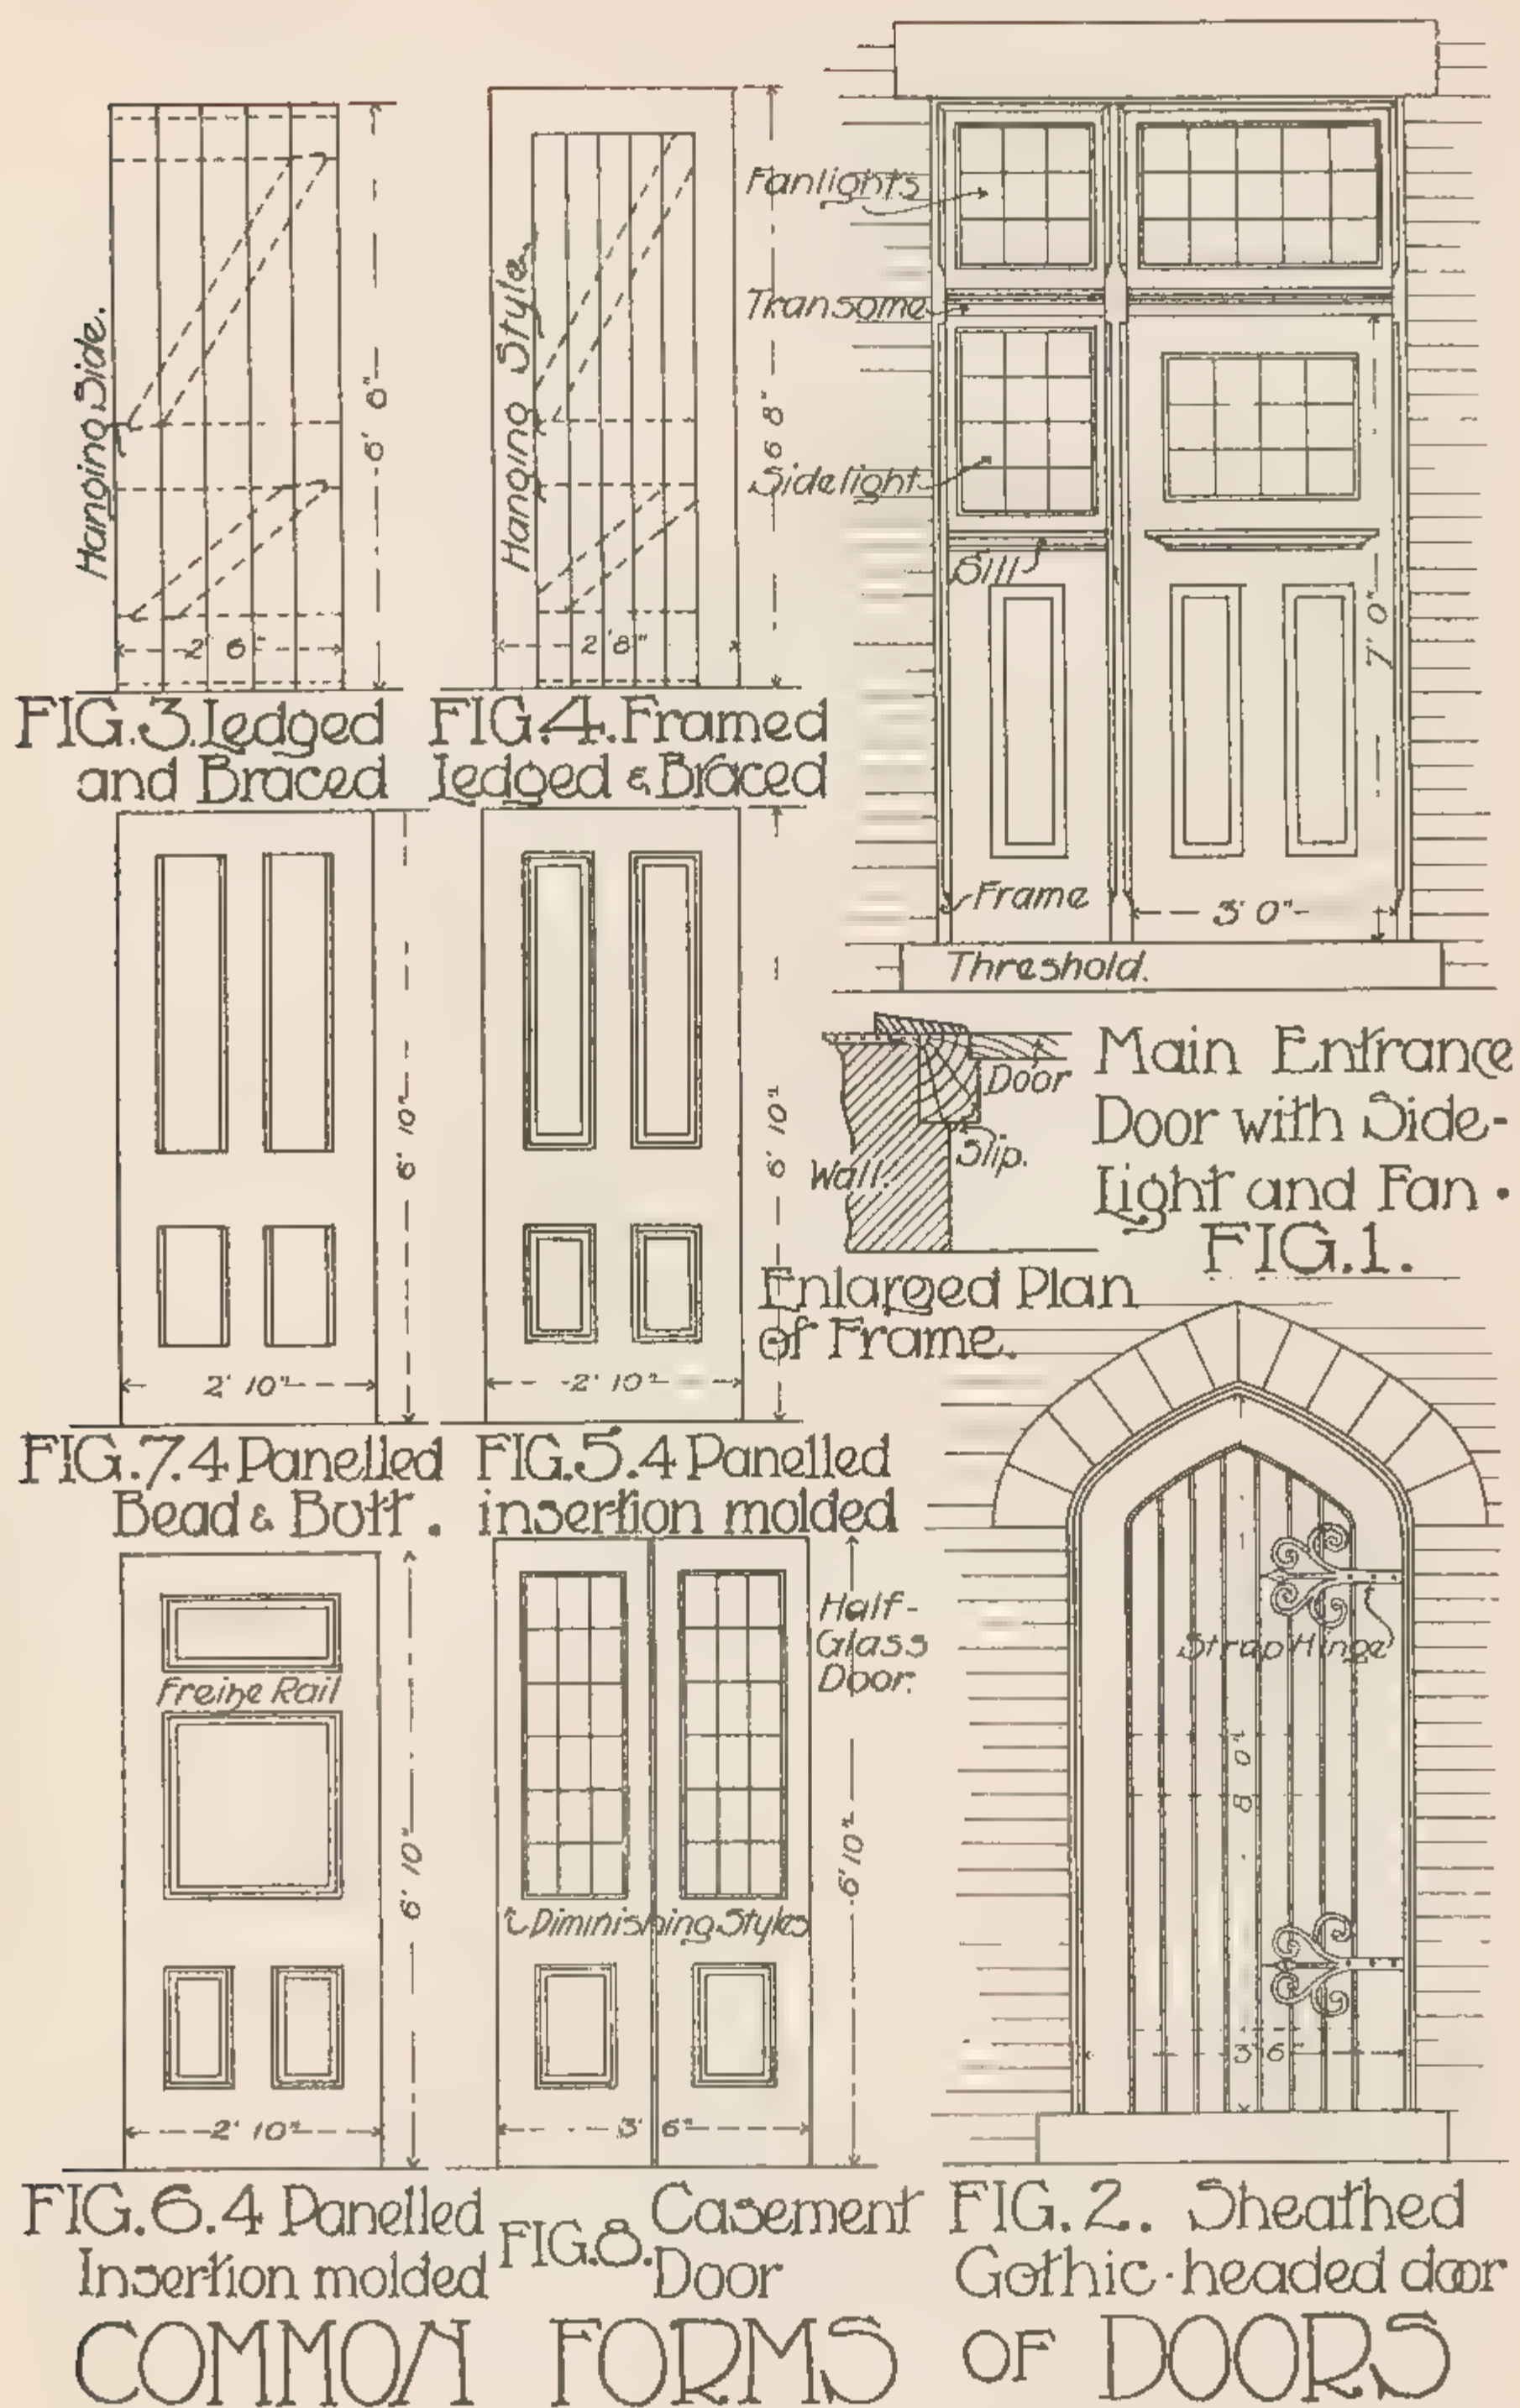 Hanging Side.
6' 6"
2' 6"
FIG.3. Ledged
and Braced
Hanging Style
6' 8"
2' 8"
FIG.4. Framed
Ledged & Braced
Fanlights
Transome
Sidelight
Sill
7' 0"
Frame
3' 0"
Threshold.
Door
Slip.
Wall.
Enlarged Plan
of Frame.
Main Entrance
Door with Side-
Light and Fan.
FIG.1.
6' 10"
2' 10"
FIG.7.4 Panelled
Bead & Butt.
6' 10"
2' 10"
FIG.5.4 Panelled
insertion molded
Freize Rail
6' 10"
2' 10"
FIG.6.4 Panelled
Insertion molded
Half-
Glass
Door.
Diminishing Styles
6' 10"
3' 6"
FIG.8. Casement
Door
Strap Hinge
8' 0"
3' 6"
FIG.2. Sheathed
Gothic-headed door
COMMON FORMS OF DOORS